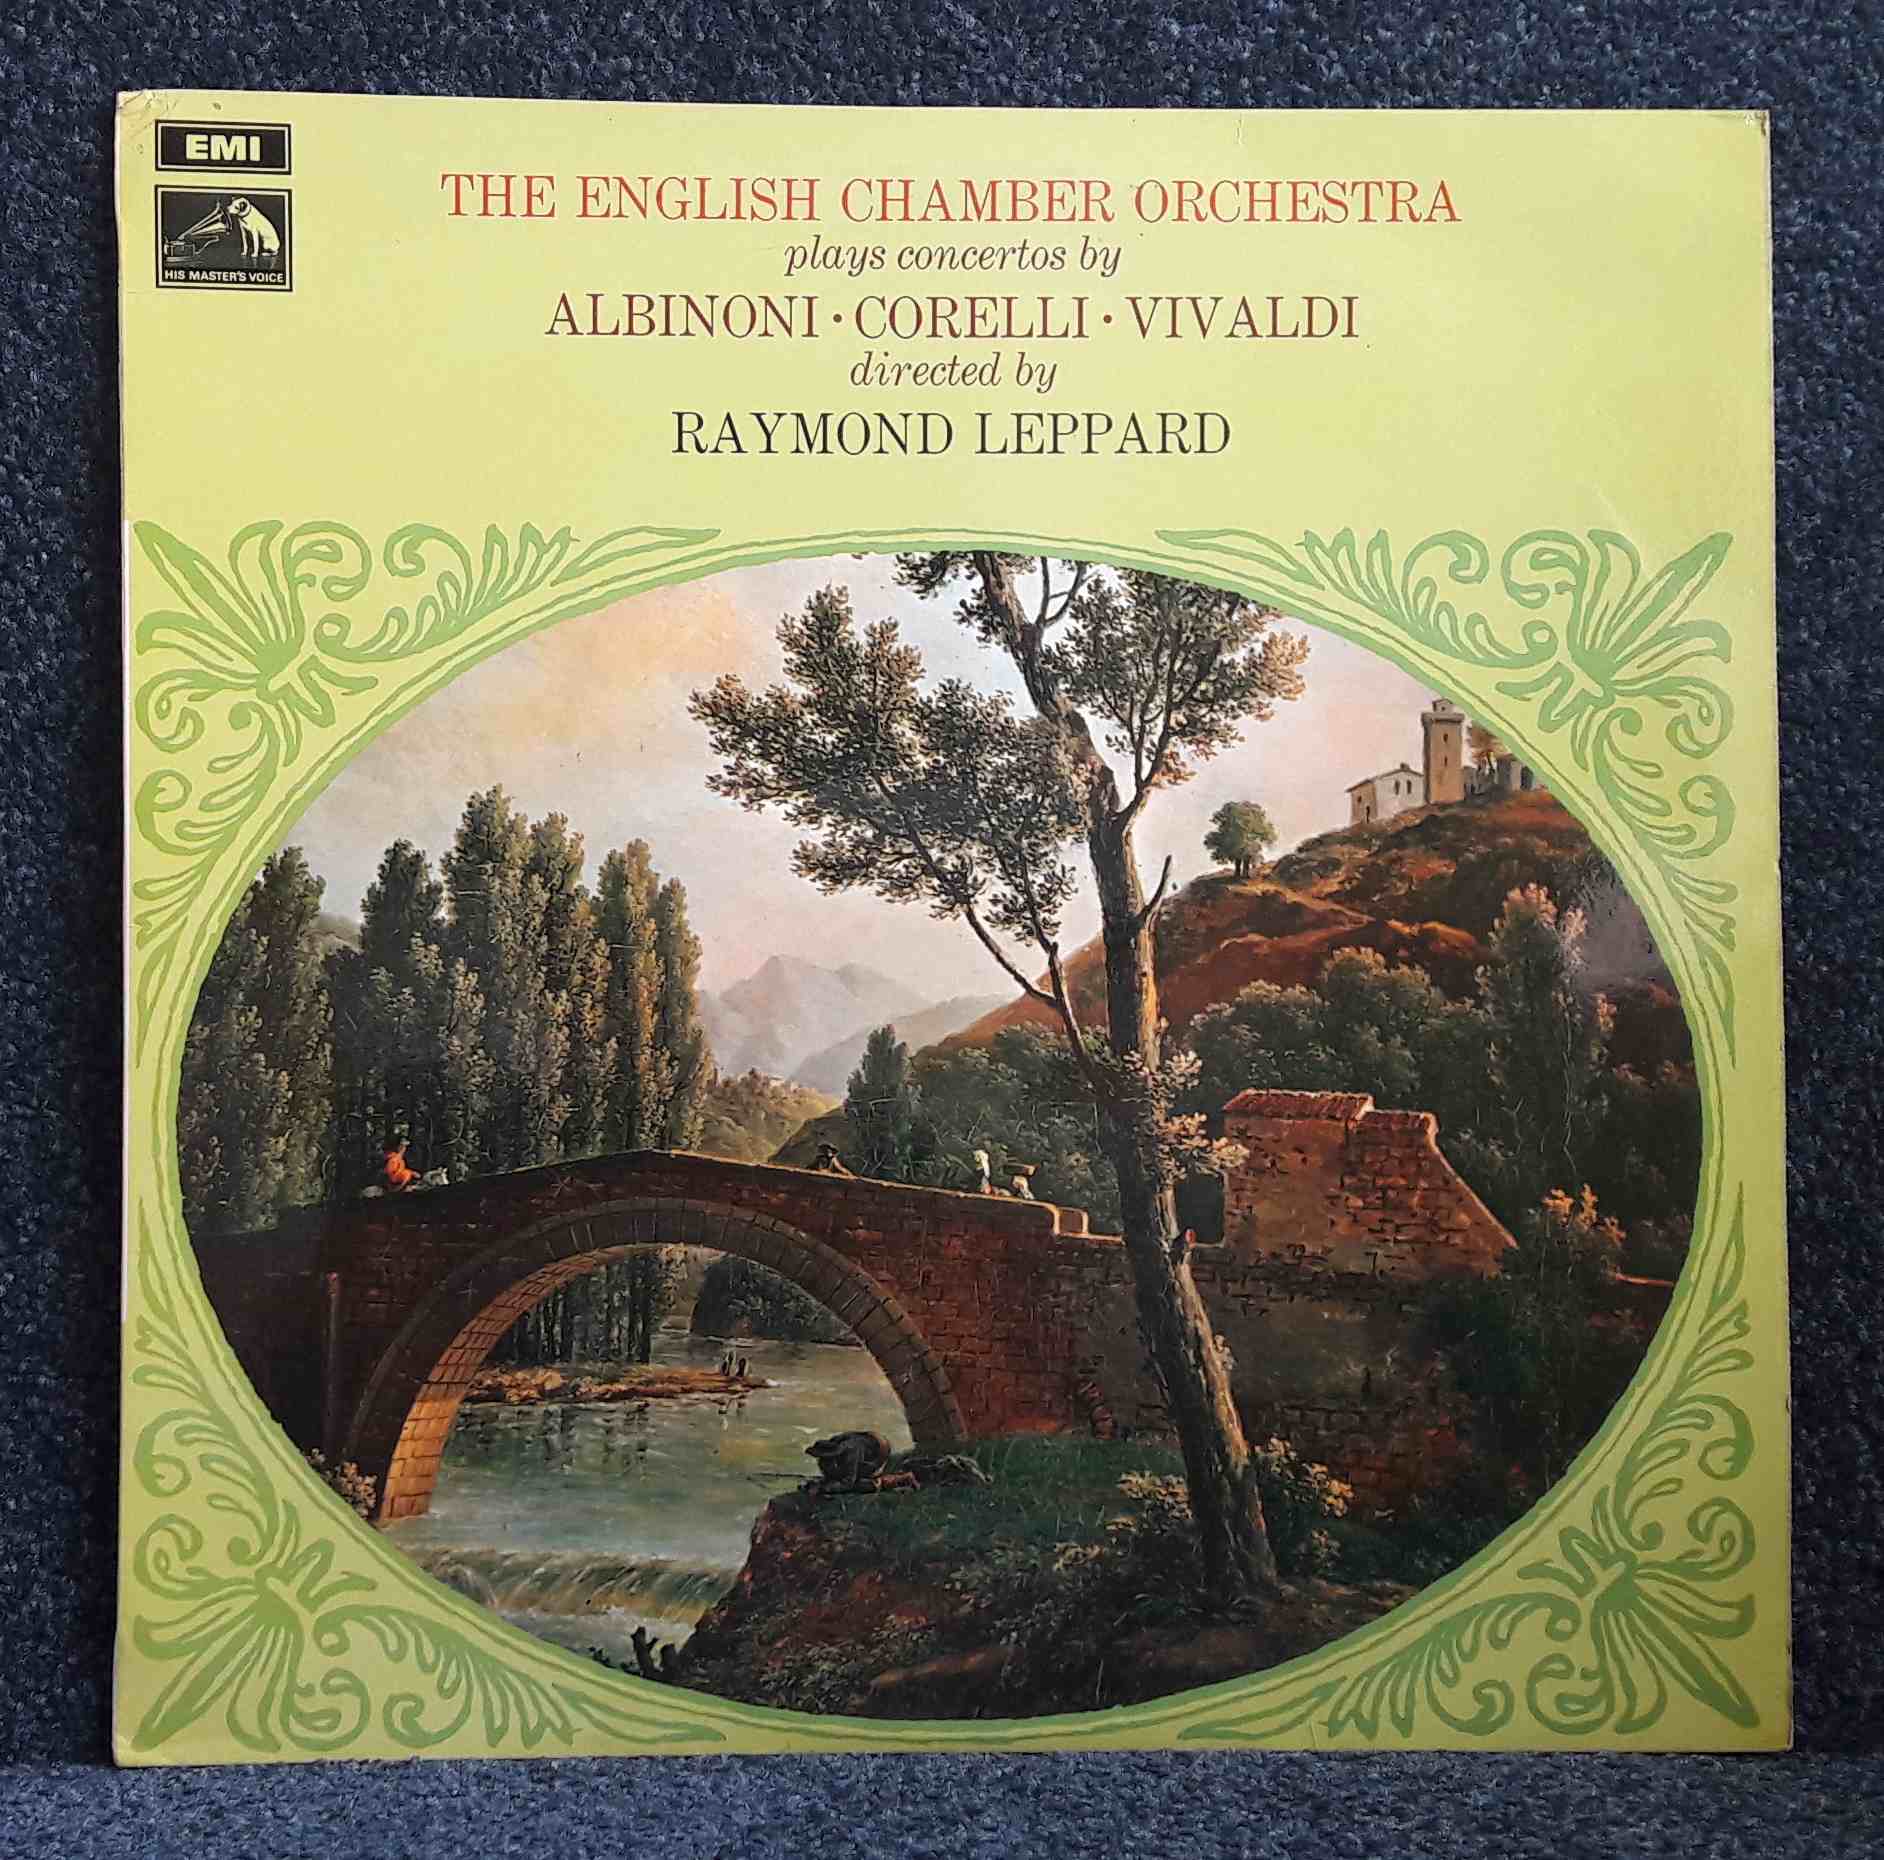 EMI
HIS MASTER'S VOICE
THE ENGLISH CHAMBER ORCHESTRA
plays concertos by
ALBINONI · CORELLI · VIVALDI
directed by
RAYMOND LEPPARD